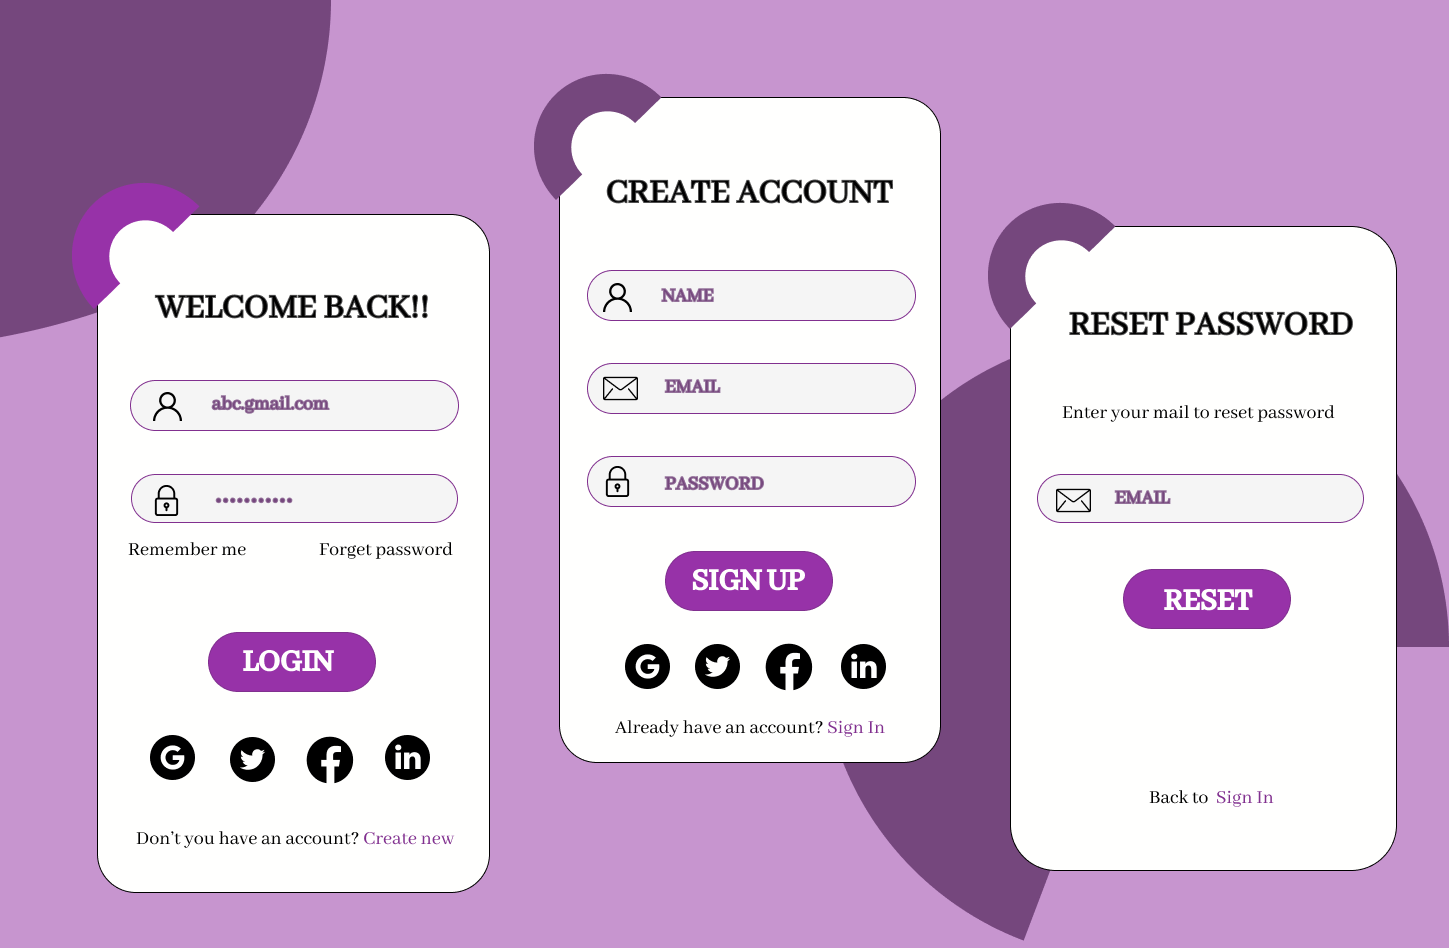 WELCOME BACK!!
abc.gmail.com
•••••••••••
Remember me
Forget password
LOGIN
Don't you have an account? Create new
CREATE ACCOUNT
NAME
EMAIL
PASSWORD
SIGN UP
Already have an account? Sign In
RESET PASSWORD
Enter your mail to reset password
EMAIL
RESET
Back to Sign In